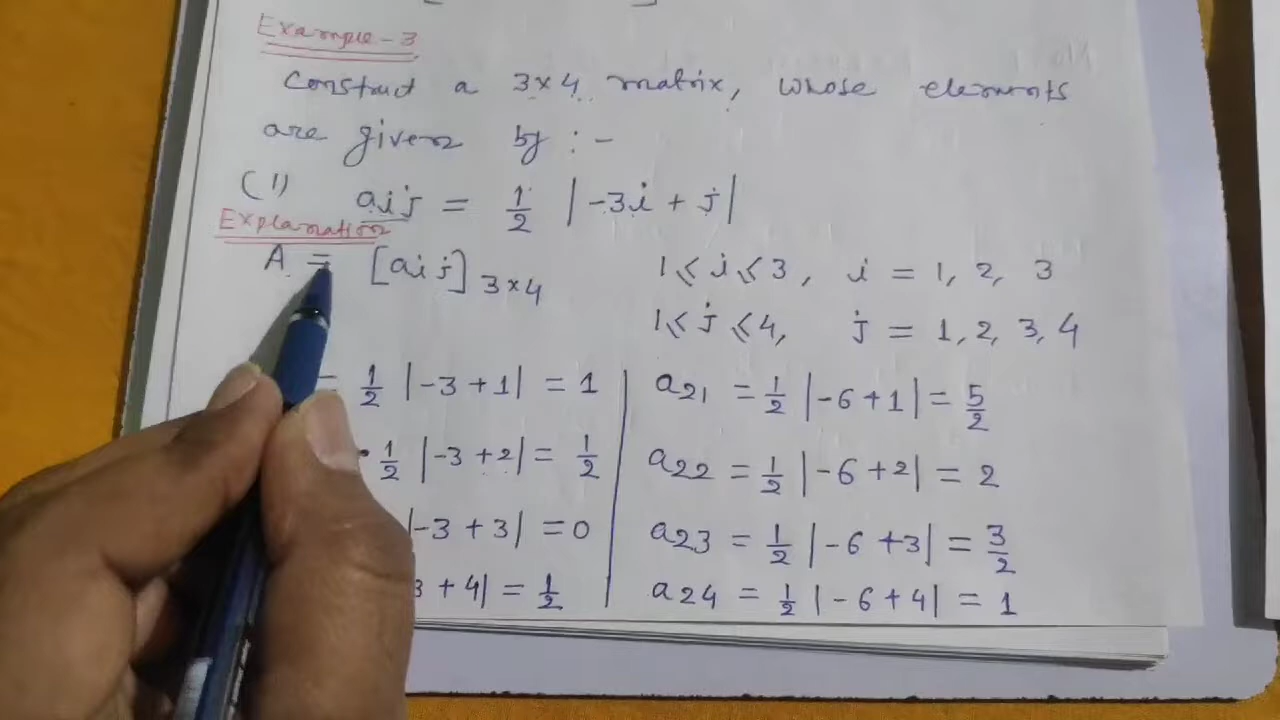 Example-3
Construct a 3×4 matrix, whose elements
are given by :-
(1) aij = 1/2 |-3i + j|
Explanation
A = [aij] 3×4
1≤i≤3, i = 1, 2, 3
1≤j≤4, j = 1, 2, 3, 4
= 1/2 |-3+1| = 1
1/2 |-3+2| = 1/2
|-3+3| = 0
3+4| = 1/2
a21 = 1/2 |-6+1| = 5/2
a22 = 1/2 |-6+2| = 2
a23 = 1/2 |-6+3| = 3/2
a24 = 1/2 |-6+4| = 1